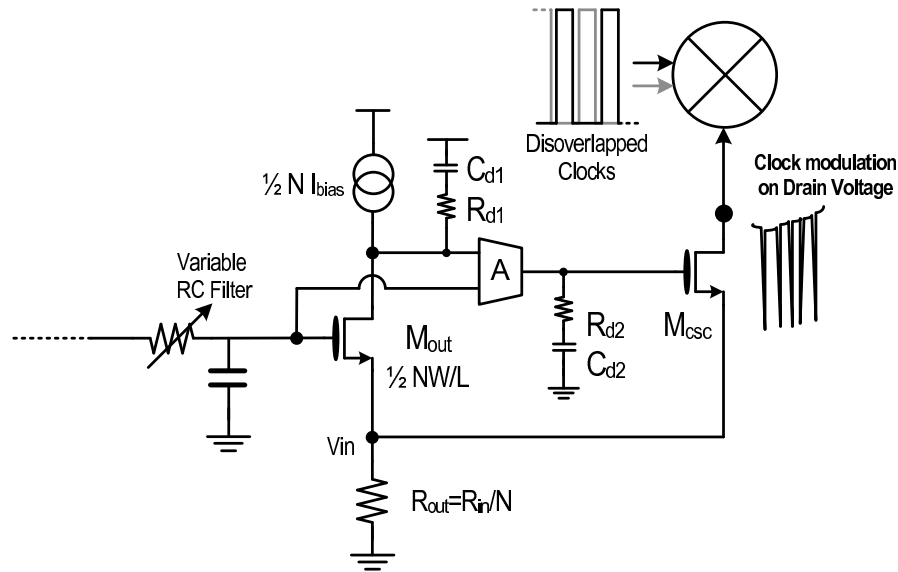 Disoverlapped
Clocks
Clock modulation
on Drain Voltage
½ N Ibias
Cd1
Rd1
Variable
RC Filter
A
Mout
½ NW/L
Rd2
Cd2
Mcsc
Vin
Rout=Rin/N